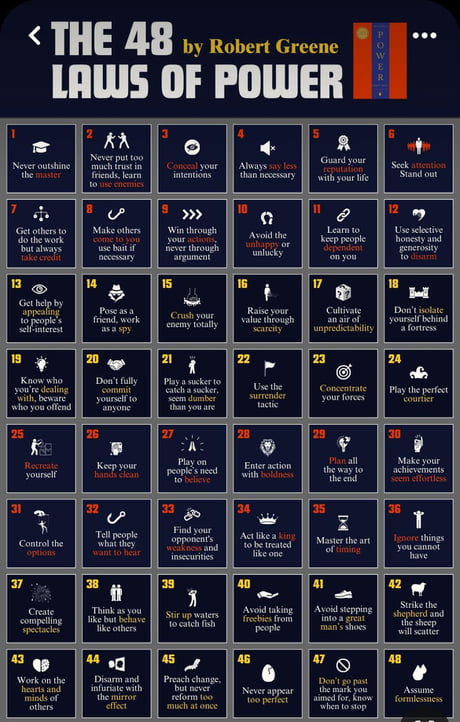 THE 48 by Robert Greene
LAWS OF POWER
POWER
1
Never outshine
the master
2
Never put too
much trust in
friends, learn
to use enemies
3
Conceal your
intentions
4
Always say less
than necessary
5
Guard your
reputation
with your life
6
Seek attention
Stand out
7
Get others to
do the work
but always
take credit
8
Make others
come to you
use bait if
necessary
9
Win through
your actions,
never through
argument
10
Avoid the
unhappy or
unlucky
11
Learn to
keep people
dependent
on you
12
Use selective
honesty and
generosity
to disarm
13
Get help by
appealing
to people's
self-interest
14
Pose as a
friend, work
as a spy
15
Crush your
enemy totally
16
Raise your
value through
scarcity
17
Cultivate
an air of
unpredictability
18
Don't isolate
yourself behind
a fortress
19
Know who
you're dealing
with, beware
who you offend
20
Don't fully
commit
yourself to
anyone
21
Play a sucker to
catch a sucker,
seem dumber
than you are
22
Use the
surrender
tactic
23
Concentrate
your forces
24
Play the perfect
courtier
25
Recreate
yourself
26
Keep your
hands clean
27
Play on
people's need
to believe
28
Enter action
with boldness
29
Plan all
the way to
the end
30
Make your
achievements
seem effortless
31
Control the
options
32
Tell people
what they
want to hear
33
Find your
opponent's
weakness and
insecurities
34
Act like a king
to be treated
like one
35
Master the art
of timing
36
Ignore things
you cannot
have
37
Create
compelling
spectacles
38
Think as you
like but behave
like others
39
Stir up waters
to catch fish
40
Avoid taking
freebies from
people
41
Avoid stepping
into a great
man's shoes
42
Strike the
shepherd and
the sheep
will scatter
43
Work on the
hearts and
minds of
others
44
Disarm and
infuriate with
the mirror
effect
45
Preach change,
but never
reform too
much at once
46
Never appear
too perfect
47
Don't go past
the mark you
aimed for, know
when to stop
48
Assume
formlessness